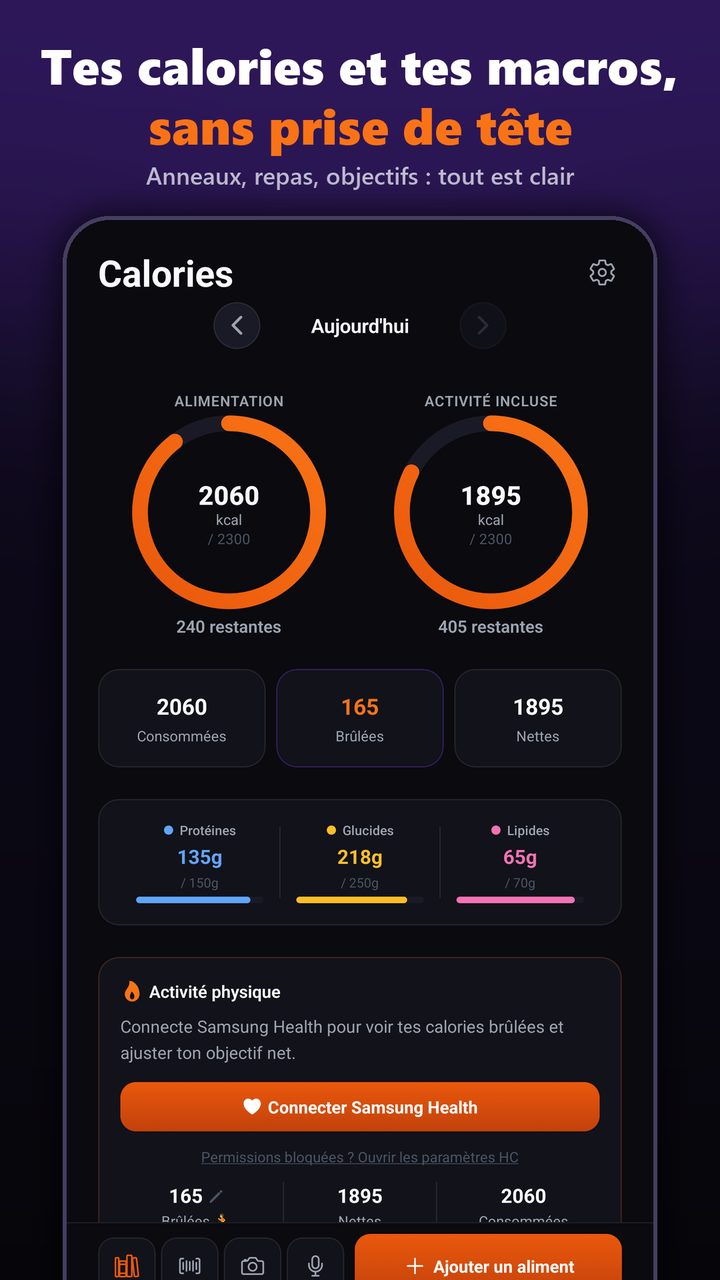 Tes calories et tes macros,
sans prise de tête
Anneaux, repas, objectifs : tout est clair
Calories
Aujourd'hui
ALIMENTATION
ACTIVITÉ INCLUSE
2060
kcal
/ 2300
1895
kcal
/ 2300
240 restantes
405 restantes
2060
Consommées
165
Brûlées
1895
Nettes
Protéines
135g
/ 150g
Glucides
218g
/ 250g
Lipides
65g
/ 70g
Activité physique
Connecte Samsung Health pour voir tes calories brûlées et
ajuster ton objectif net.
Connecter Samsung Health
Permissions bloquées ? Ouvrir les paramètres HC
165
Brûlées
1895
Nettes
2060
Consommées
Ajouter un aliment